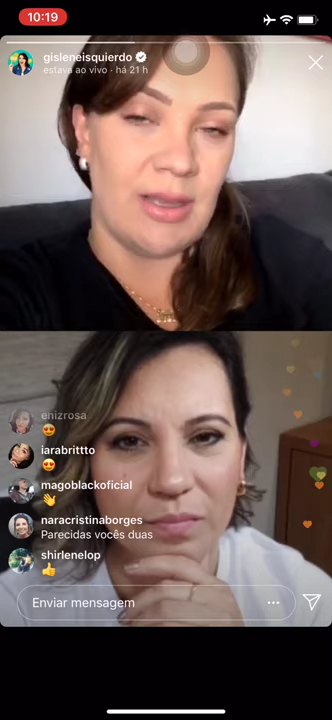 10:19
gisleneisquierdo
estava ao vivo · há 21 h
enizrosa
iarabrittto
magoblackoficial
naracristinaborges
Parecidas vocês duas
shirlenelop
Enviar mensagem